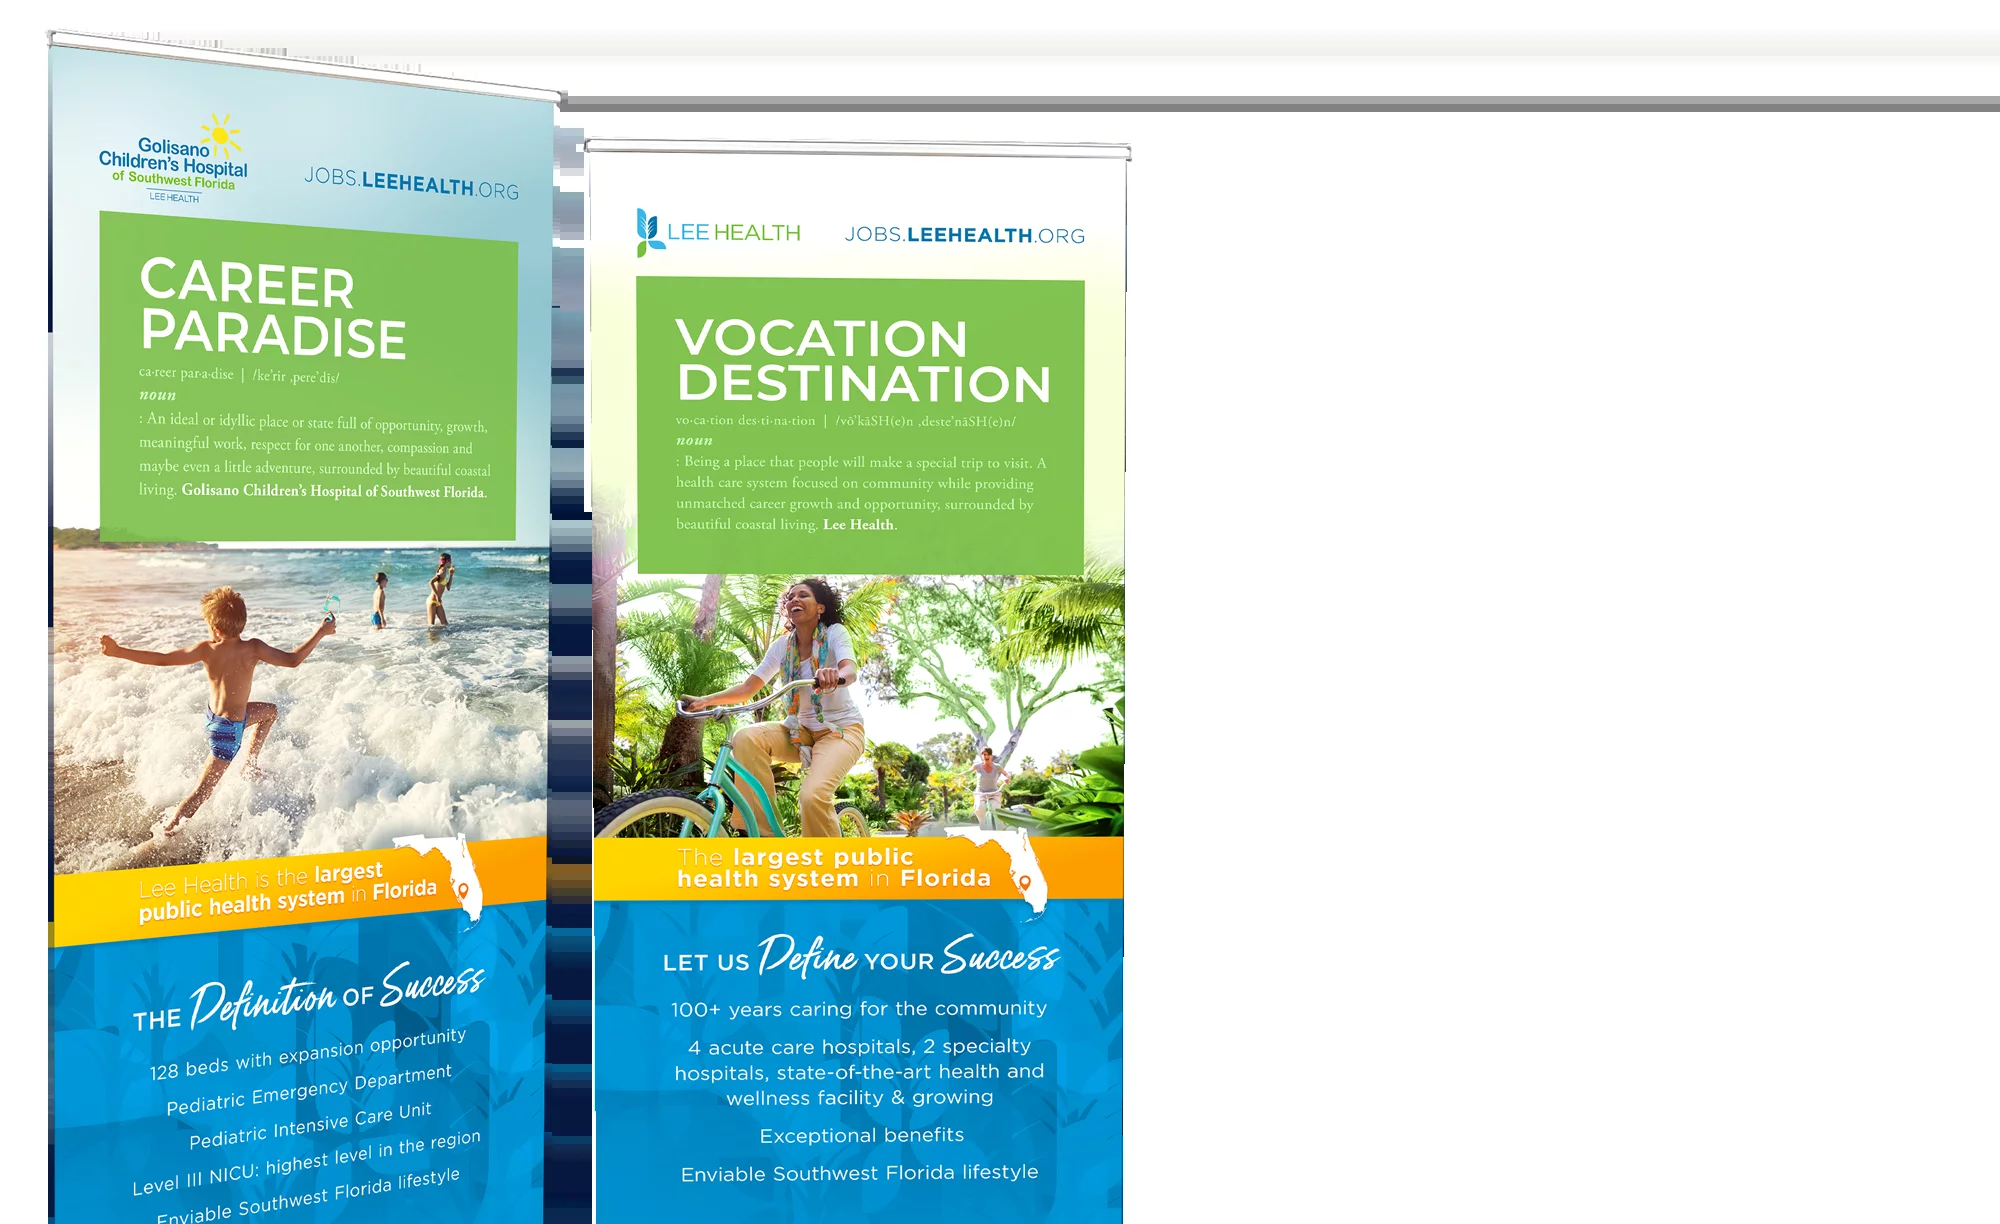 Golisano
Children's Hospital
of Southwest Florida
LEE HEALTH
JOBS.LEEHEALTH.ORG
CAREER
PARADISE
ca·reer par·a·dise | /ke'rir ,pere'dīs/
noun
: An ideal or idyllic place or state full of opportunity, growth,
meaningful work, respect for one another, compassion and
maybe even a little adventure, surrounded by beautiful coastal
living. Golisano Children's Hospital of Southwest Florida.
Lee Health is the largest
public health system in Florida
THE Definition OF Success
128 beds with expansion opportunity
Pediatric Emergency Department
Pediatric Intensive Care Unit
Level III NICU: highest level in the region
Enviable Southwest Florida lifestyle
LEE HEALTH
JOBS.LEEHEALTH.ORG
VOCATION
DESTINATION
vo·ca·tion des·ti·na·tion | /vō'kāSH(e)n ,deste'nāSH(e)n/
noun
: Being a place that people will make a special trip to visit. A
health care system focused on community while providing
unmatched career growth and opportunity, surrounded by
beautiful coastal living. Lee Health.
The largest public
health system in Florida
LET US Define YOUR Success
100+ years caring for the community
4 acute care hospitals, 2 specialty
hospitals, state-of-the-art health and
wellness facility & growing
Exceptional benefits
Enviable Southwest Florida lifestyle